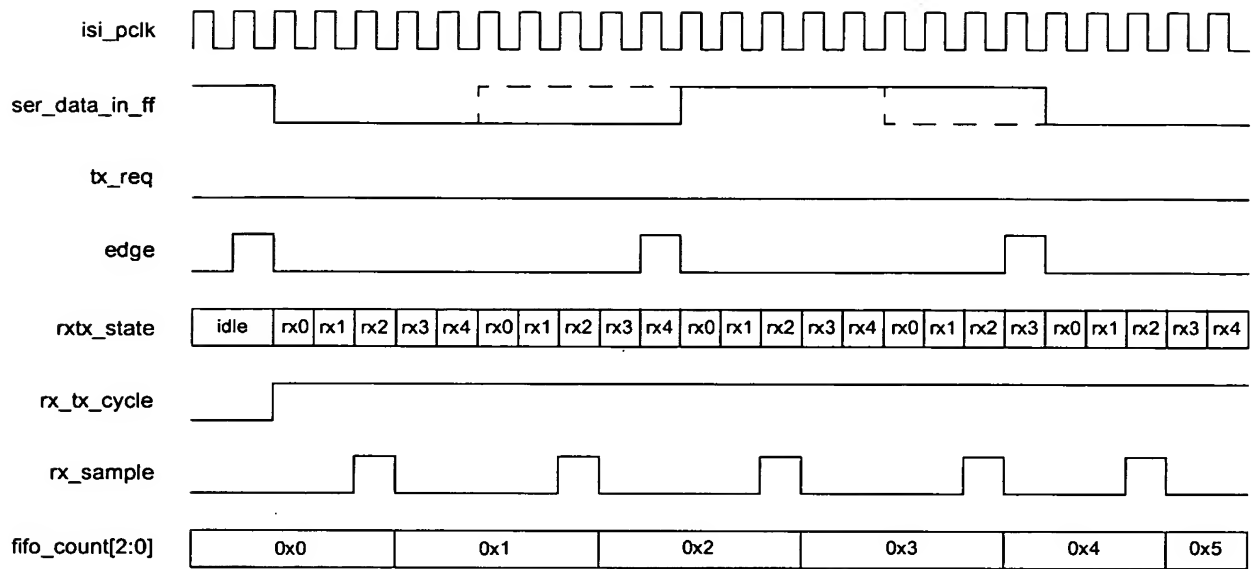 isi_pclk
ser_data_in_ff
tx_req
edge
rxtx_state idle rx0 rx1 rx2 rx3 rx4 rx0 rx1 rx2 rx3 rx4 rx0 rx1 rx2 rx3 rx4 rx0 rx1 rx2 rx3 rx0 rx1 rx2 rx3 rx4
rx_tx_cycle
rx_sample
fifo_count[2:0] 0x0 0x1 0x2 0x3 0x4 0x5